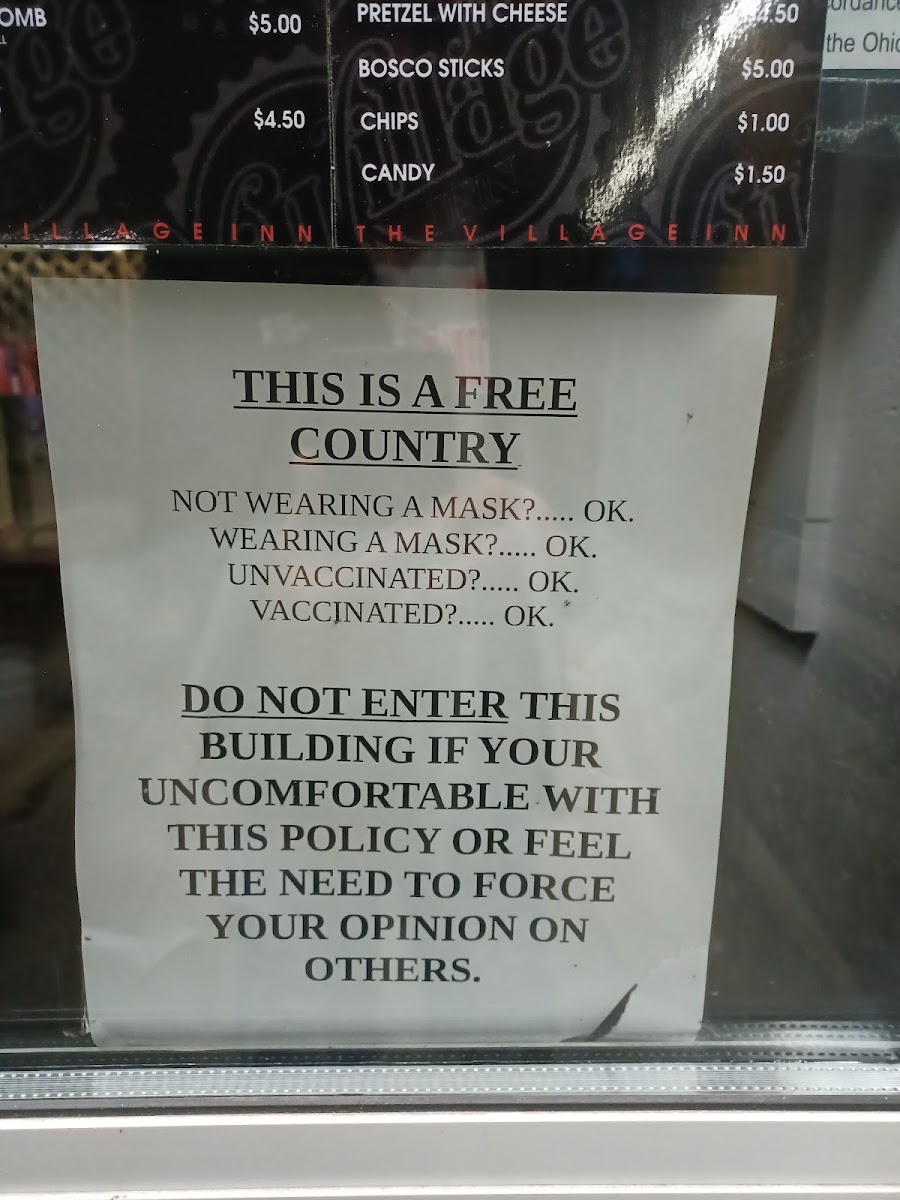 OMB $5.00
$4.50
ILLAGE INN
PRETZEL WITH CHEESE 4.50
BOSCO STICKS $5.00
CHIPS $1.00
CANDY $1.50
THE VILLAGE INN
the Ohio
THIS IS A FREE
COUNTRY
NOT WEARING A MASK?..... OK.
WEARING A MASK?..... OK.
UNVACCINATED?..... OK.
VACCINATED?..... OK.
DO NOT ENTER THIS
BUILDING IF YOUR
UNCOMFORTABLE WITH
THIS POLICY OR FEEL
THE NEED TO FORCE
YOUR OPINION ON
OTHERS.